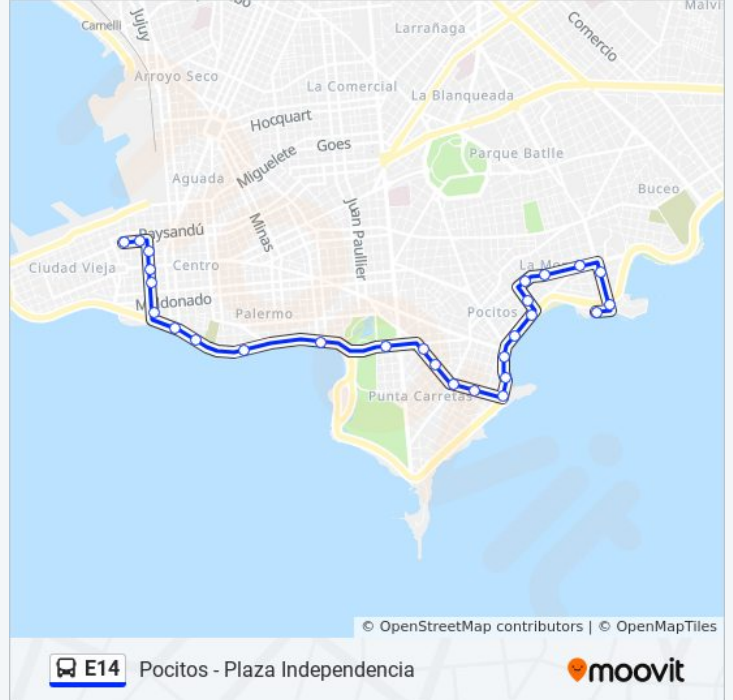 Malvi
Camelli
Jujuy
Larrañaga
Comercio
Arroyo Seco
La Comercial
La Blanqueada
Hocquart
Goes
Miguelete
Parque Batlle
Aguada
Buceo
Juan Paullier
Minas
Paysandú
Ciudad Vieja
Centro
La Mo
Maldonado
Palermo
Pocitos
Punta Carretas
© OpenStreetMap contributors | © OpenMapTiles
E14 Pocitos - Plaza Independencia
moovit